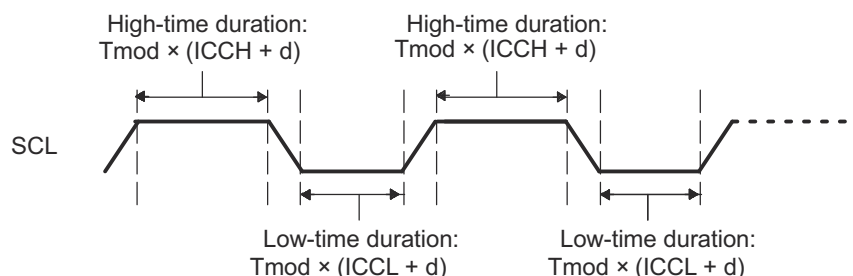 High-time duration:
Tmod × (ICCH + d)
High-time duration:
Tmod × (ICCH + d)
SCL
Low-time duration:
Tmod × (ICCL + d)
Low-time duration:
Tmod × (ICCL + d)